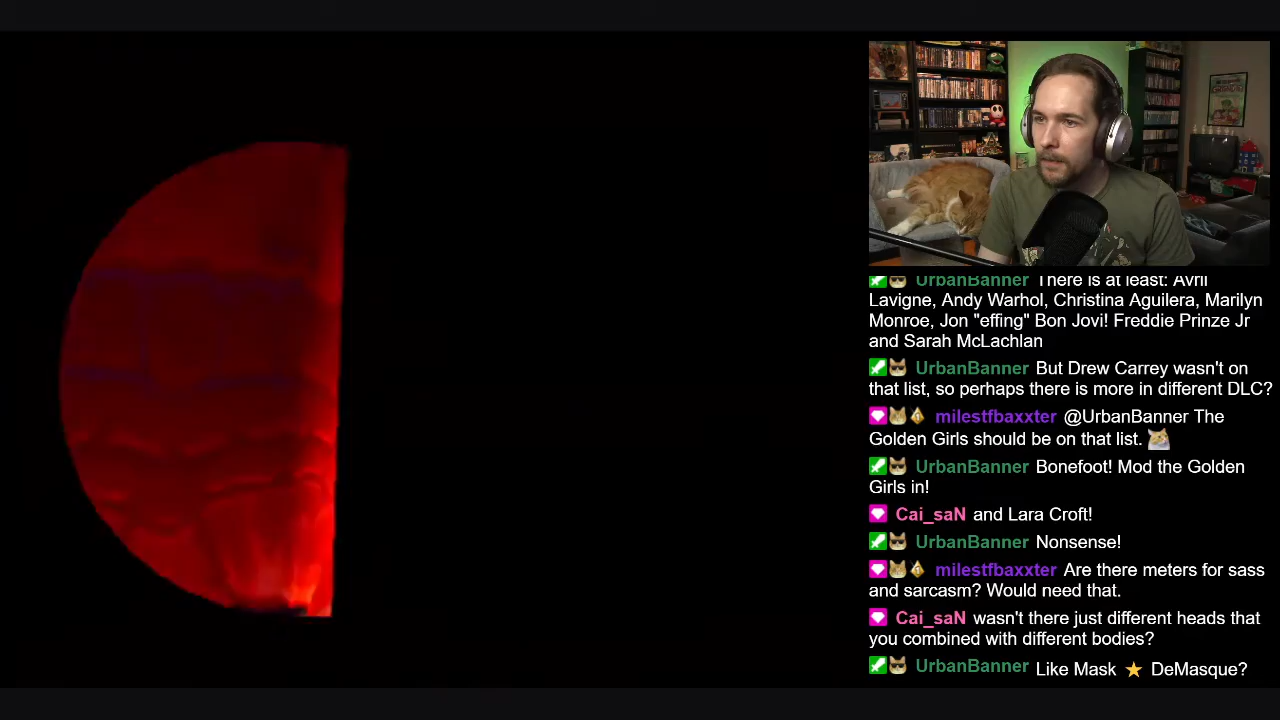 UrbanBanner There is at least: Avril
Lavigne, Andy Warhol, Christina Aguilera, Marilyn
Monroe, Jon "effing" Bon Jovi! Freddie Prinze Jr
and Sarah McLachlan
UrbanBanner But Drew Carrey wasn't on
that list, so perhaps there is more in different DLC?
milestfbaxxter @UrbanBanner The
Golden Girls should be on that list.
UrbanBanner Bonefoot! Mod the Golden
Girls in!
Cai_saN and Lara Croft!
UrbanBanner Nonsense!
milestfbaxxter Are there meters for sass
and sarcasm? Would need that.
Cai_saN wasn't there just different heads that
you combined with different bodies?
UrbanBanner Like Mask ⭐ DeMasque?